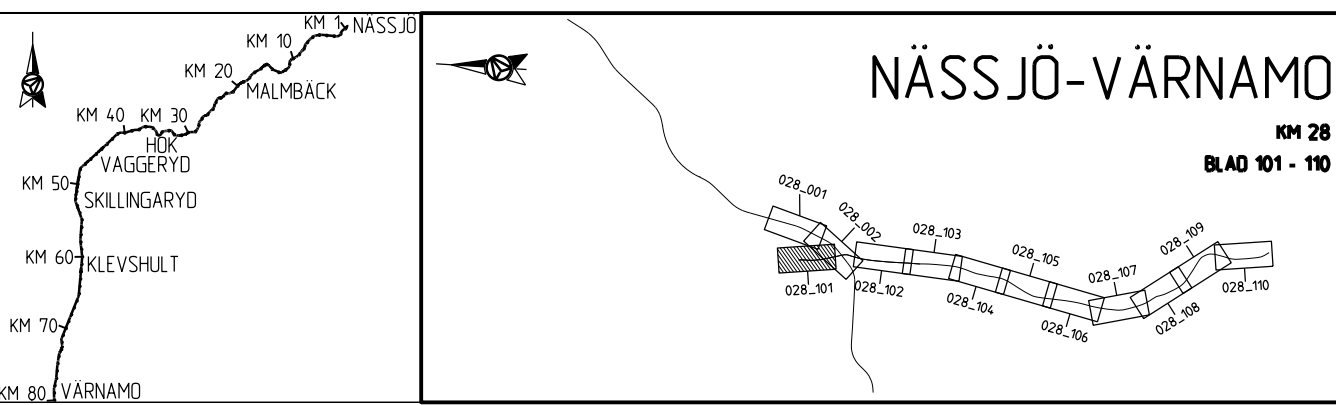 KM 1
NÄSSJÖ
KM 10
KM 20
MALMBÄCK
KM 40
KM 30
HOK
VAGGERYD
KM 50
SKILLINGARYD
KM 60
KLEVSHULT
KM 70
KM 80
VÄRNAMO
NÄSSJÖ-VÄRNAMO
KM 28
BLAD 101 - 110
028_001
028_002
028_101
028_102
028_103
028_104
028_105
028_106
028_107
028_108
028_109
028_110